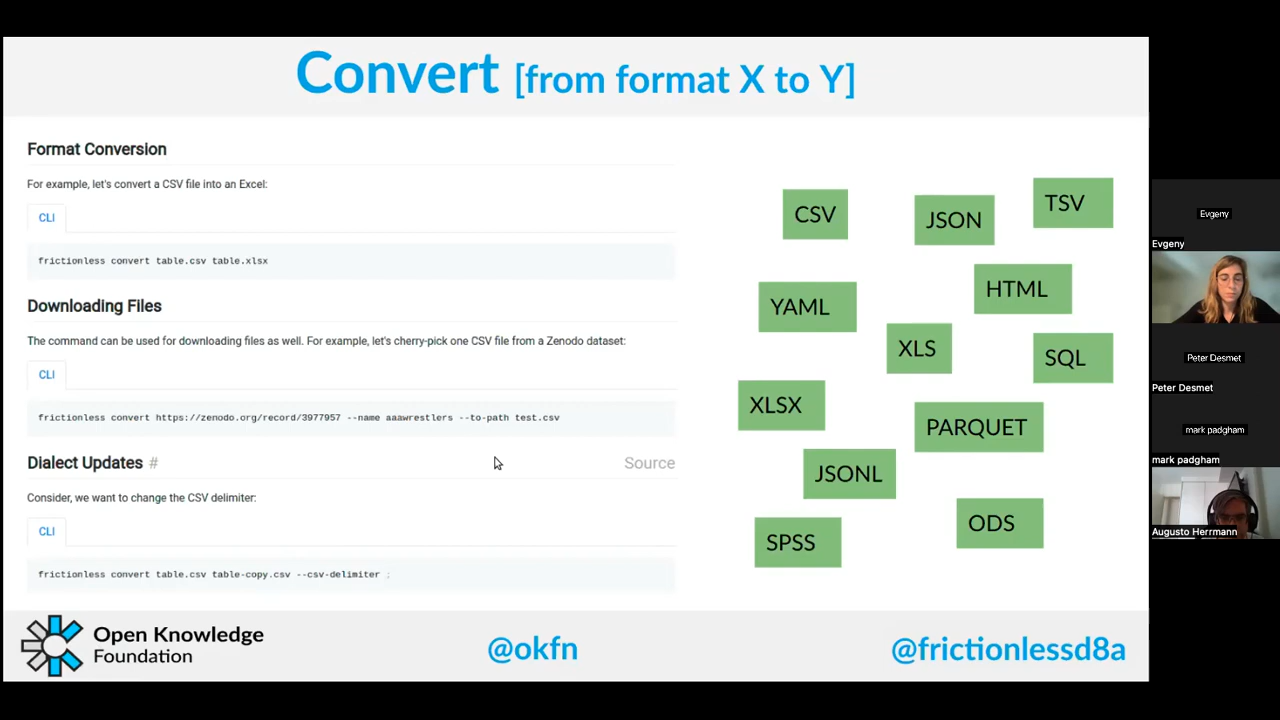 Convert [from format X to Y]
Format Conversion
For example, let's convert a CSV file into an Excel:
CLI
frictionless convert table.csv table.xlsx
Downloading Files
The command can be used for downloading files as well. For example, let's cherry-pick one CSV file from a Zenodo dataset:
CLI
frictionless convert https://zenodo.org/record/3977957 --name aaawrestlers --to-path test.csv
Dialect Updates #
Source
Consider, we want to change the CSV delimiter:
CLI
frictionless convert table.csv table-copy.csv --csv-delimiter ;
CSV
JSON
TSV
YAML
HTML
XLS
SQL
XLSX
PARQUET
JSONL
SPSS
ODS
Open Knowledge
Foundation
@okfn
@frictionlessd8a
Evgeny
Evgeny
Peter Desmet
Peter Desmet
mark padgham
mark padgham
Augusto Herrmann